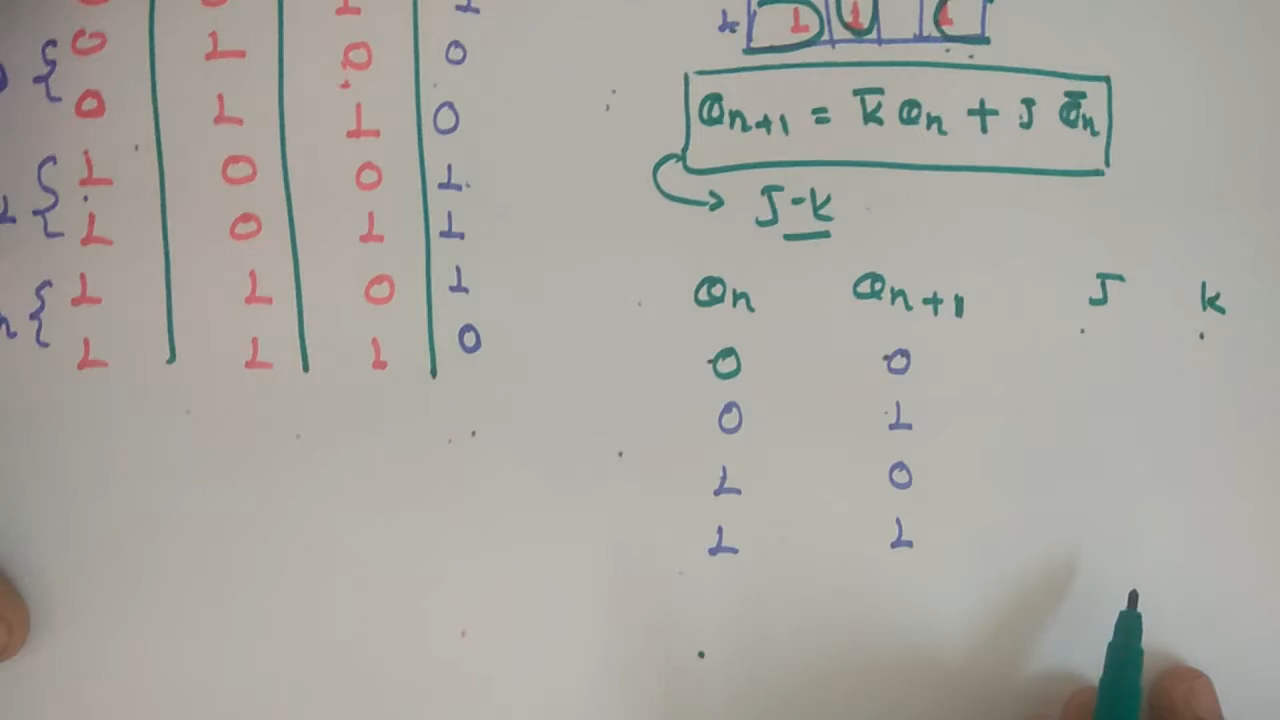 0 1 0 0
0 1 1 0
1 0 0 1
1 0 1 1
1 1 0 1
1 1 1 0
k 1 1 1
Qn+1 = k̅ Qn + J Q̅n
J-k
Qn Qn+1 J k
0 0
0 1
1 0
1 1